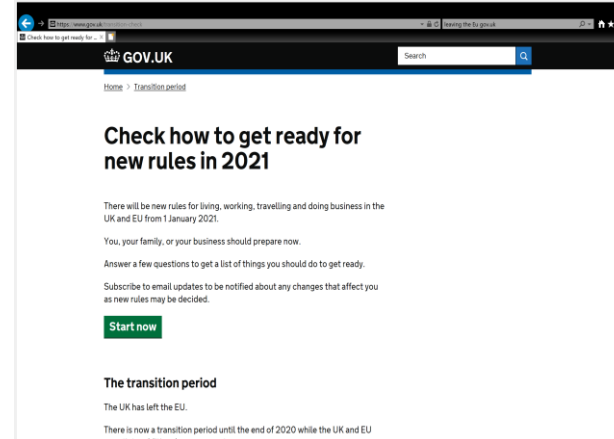 https://www.gov.uk/transition-check
leaving the Eu gov.uk
Check how to get ready for ...
GOV.UK
Search
Home > Transition period
Check how to get ready for
new rules in 2021
There will be new rules for living, working, travelling and doing business in the
UK and EU from 1 January 2021.
You, your family, or your business should prepare now.
Answer a few questions to get a list of things you should do to get ready.
Subscribe to email updates to be notified about any changes that affect you
as new rules may be decided.
Start now
The transition period
The UK has left the EU.
There is now a transition period until the end of 2020 while the UK and EU